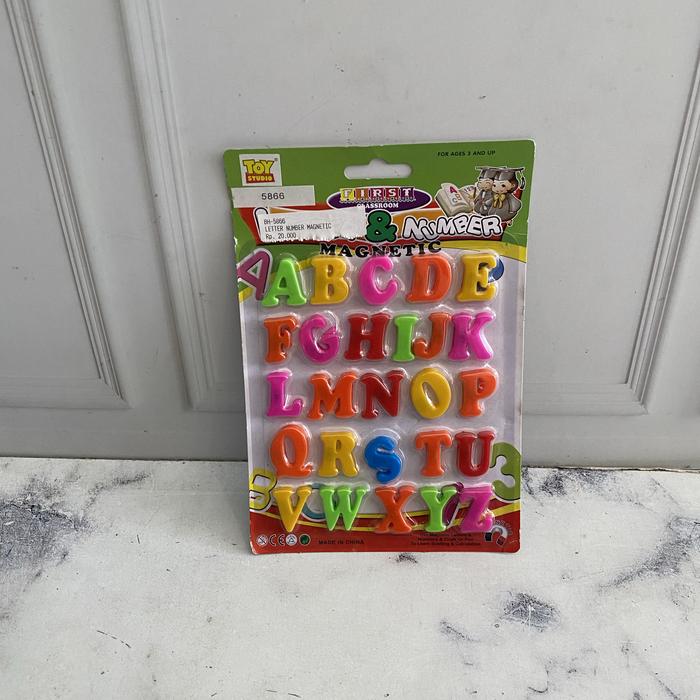 FOR AGES 3 AND UP
TOY
STUDIO
5866
BH-5866
LETTER NUMBER MAGNETIC
Rp. 20.000
FIRST
CLASSROOM
& NUMBER
MAGNETIC
A B C D E
F G H I J K
L M N O P
Q R S T U
V W X Y Z
CE
MADE IN CHINA